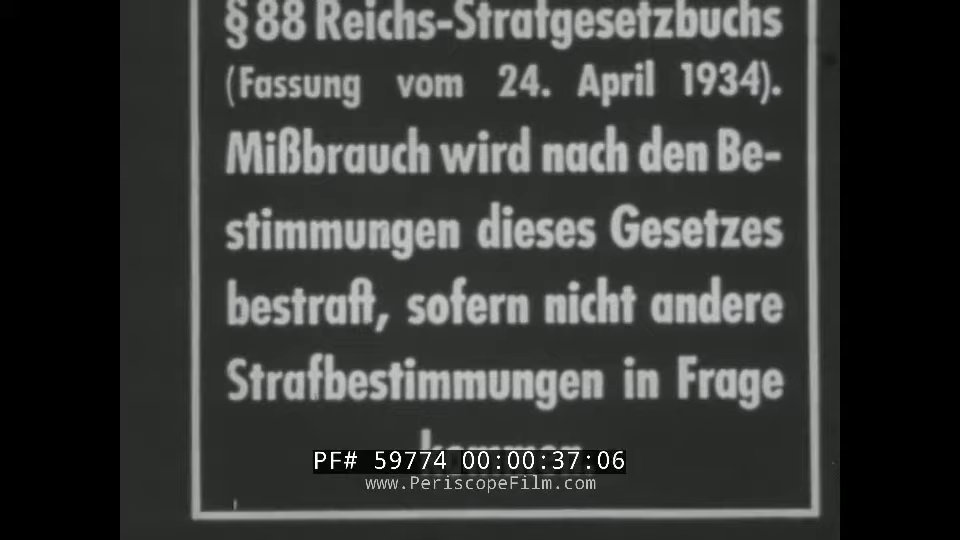 § 88 Reichs-Strafgesetzbuchs
(Fassung vom 24. April 1934).
Mißbrauch wird nach den Be-
stimmungen dieses Gesetzes
bestraft, sofern nicht andere
Strafbestimmungen in Frage
kommen
PF# 59774 00:00:37:06
www.PeriscopeFilm.com